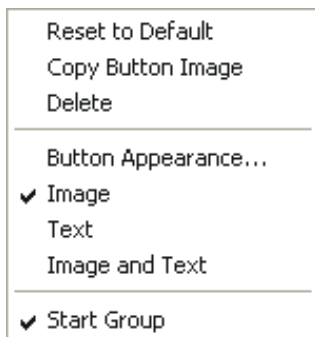 Reset to Default
Copy Button Image
Delete
Button Appearance...
Image
Text
Image and Text
Start Group